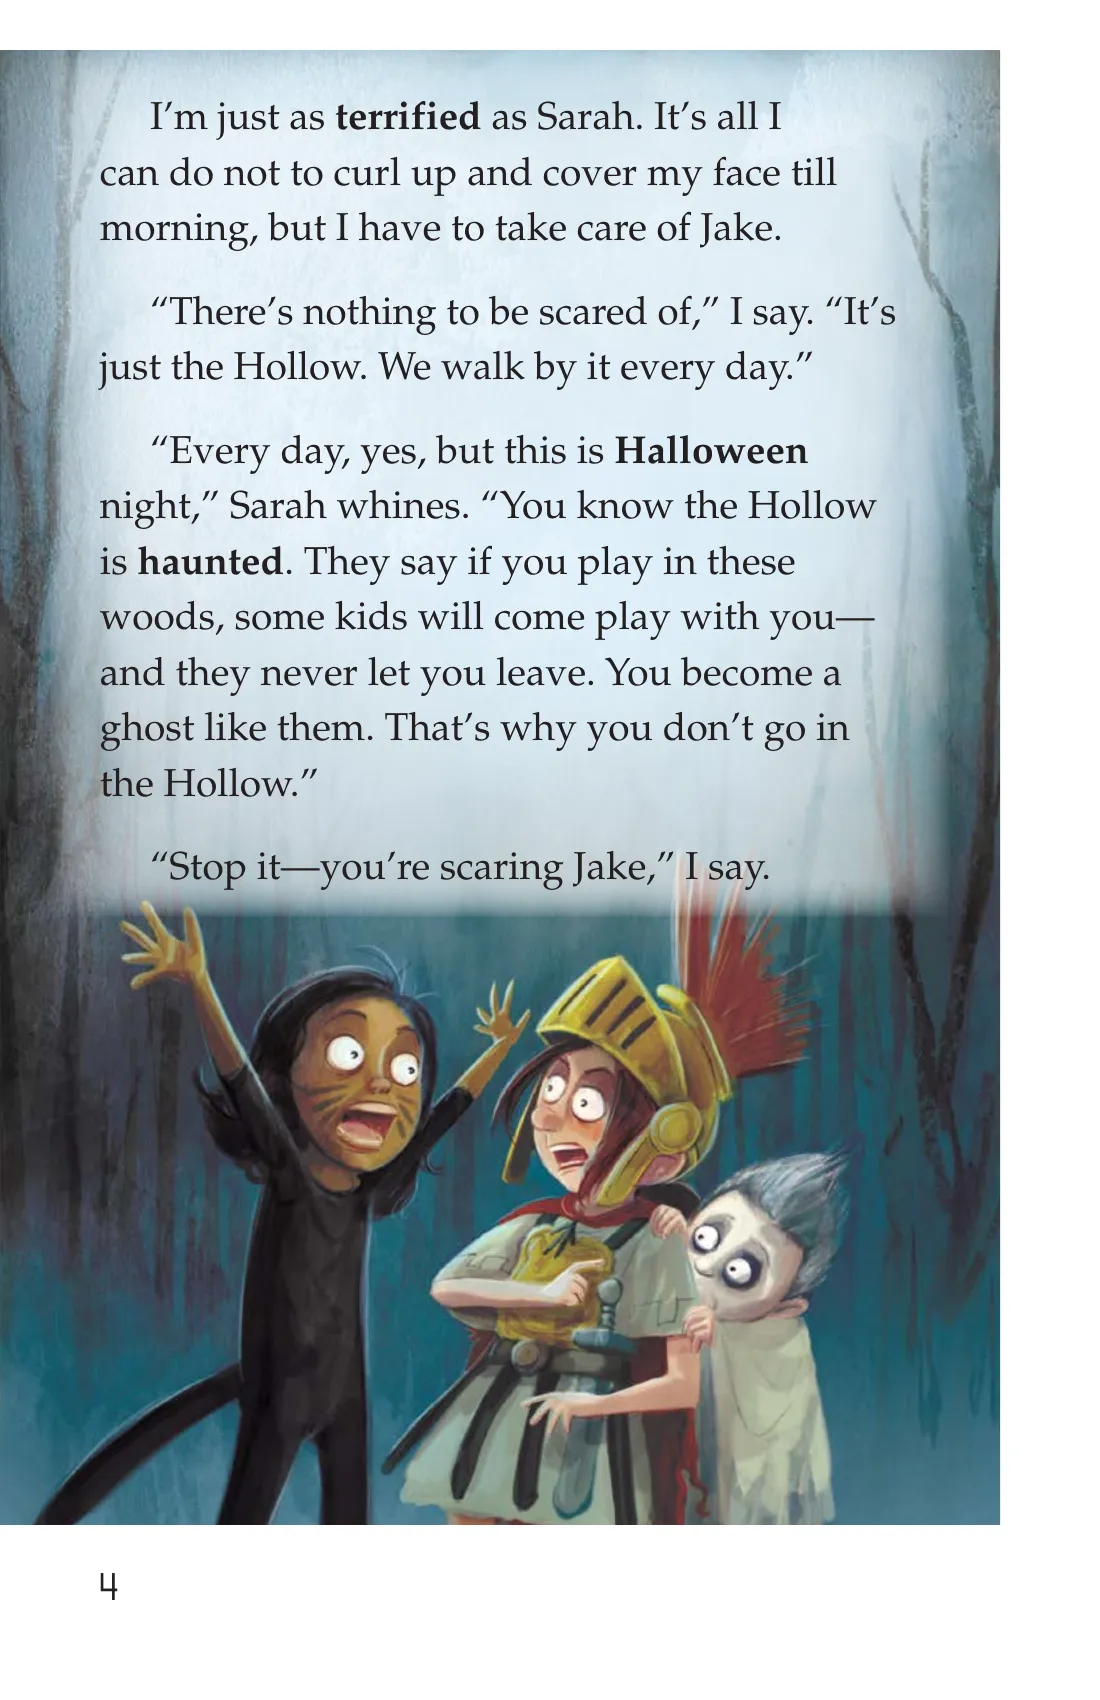 I’m just as terrified as Sarah. It’s all I
can do not to curl up and cover my face till
morning, but I have to take care of Jake.
“There’s nothing to be scared of,” I say. “It’s
just the Hollow. We walk by it every day.”
“Every day, yes, but this is Halloween
night,” Sarah whines. “You know the Hollow
is haunted. They say if you play in these
woods, some kids will come play with you—
and they never let you leave. You become a
ghost like them. That’s why you don’t go in
the Hollow.”
“Stop it—you’re scaring Jake,” I say.
4